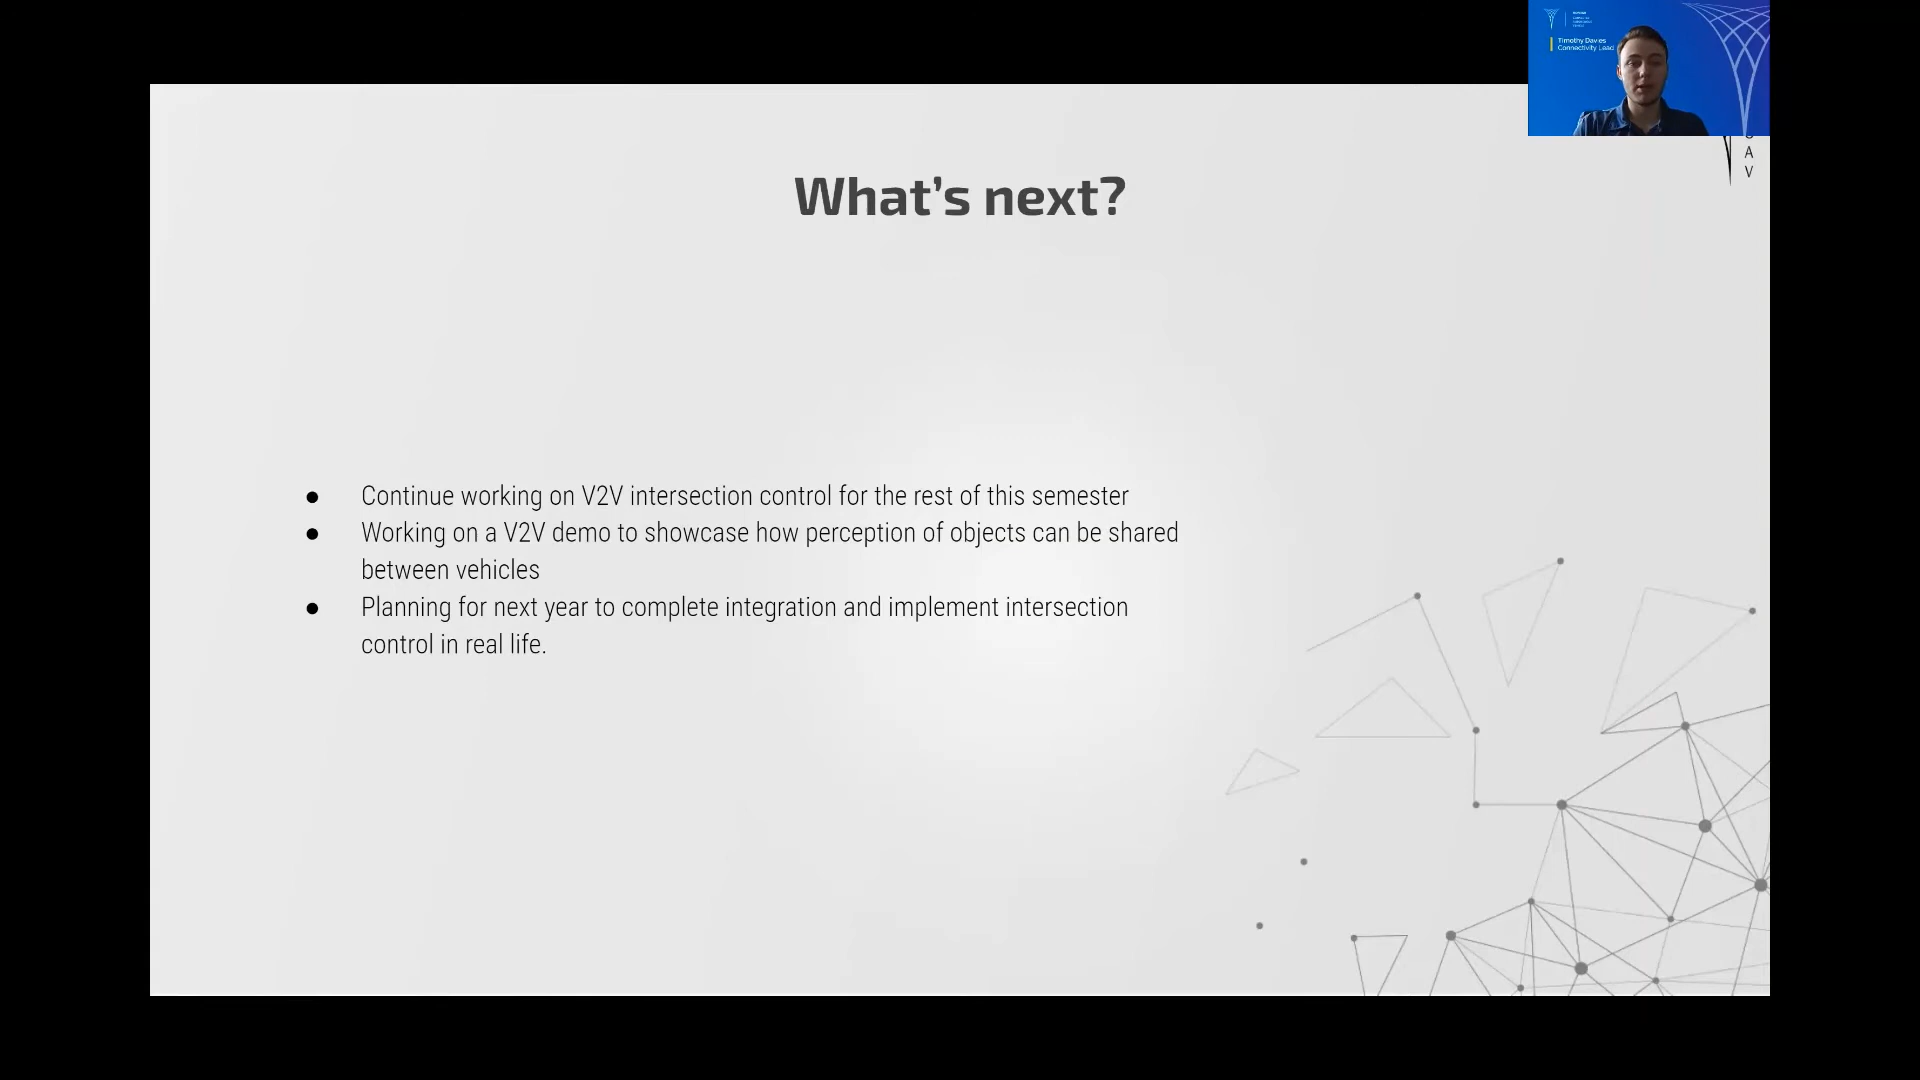 Timothy Davies
Connectivity Lead
A
V
What's next?
● Continue working on V2V intersection control for the rest of this semester
● Working on a V2V demo to showcase how perception of objects can be shared
between vehicles
● Planning for next year to complete integration and implement intersection
control in real life.